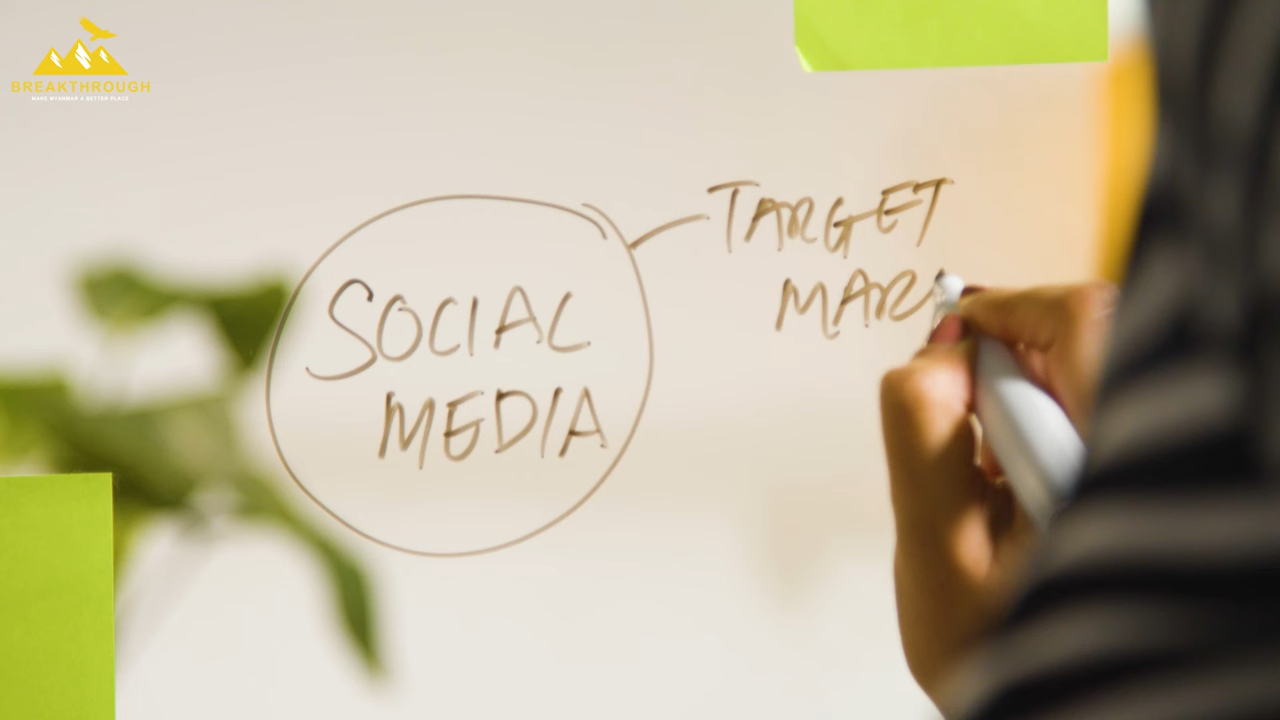 BREAKTHROUGH
MAKE MYANMAR A BETTER PLACE
SOCIAL
MEDIA
TARGET
MAR